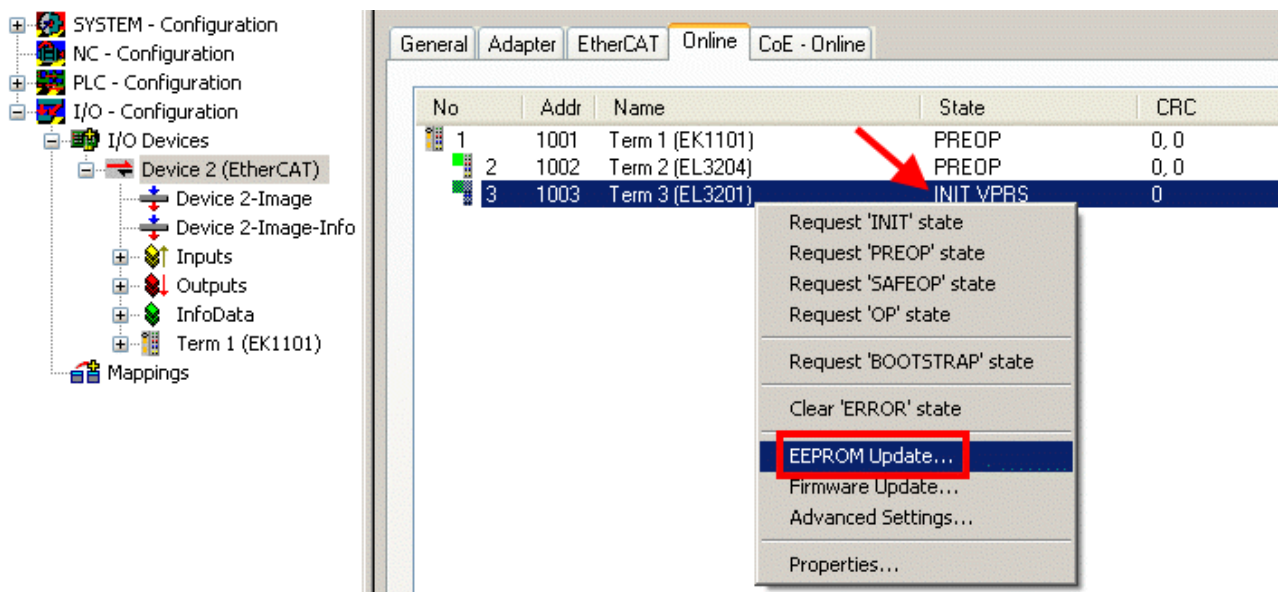 SYSTEM - Configuration
NC - Configuration
PLC - Configuration
I/O - Configuration
I/O Devices
Device 2 (EtherCAT)
Device 2-Image
Device 2-Image-Info
Inputs
Outputs
InfoData
Term 1 (EK1101)
Mappings
General Adapter EtherCAT Online CoE - Online
No Addr Name State CRC
1 1001 Term 1 (EK1101) PREOP 0, 0
2 1002 Term 2 (EL3204) PREOP 0, 0
3 1003 Term 3 (EL3201) INIT VPRS 0
Request 'INIT' state
Request 'PREOP' state
Request 'SAFEOP' state
Request 'OP' state
Request 'BOOTSTRAP' state
Clear 'ERROR' state
EEPROM Update...
Firmware Update...
Advanced Settings...
Properties...